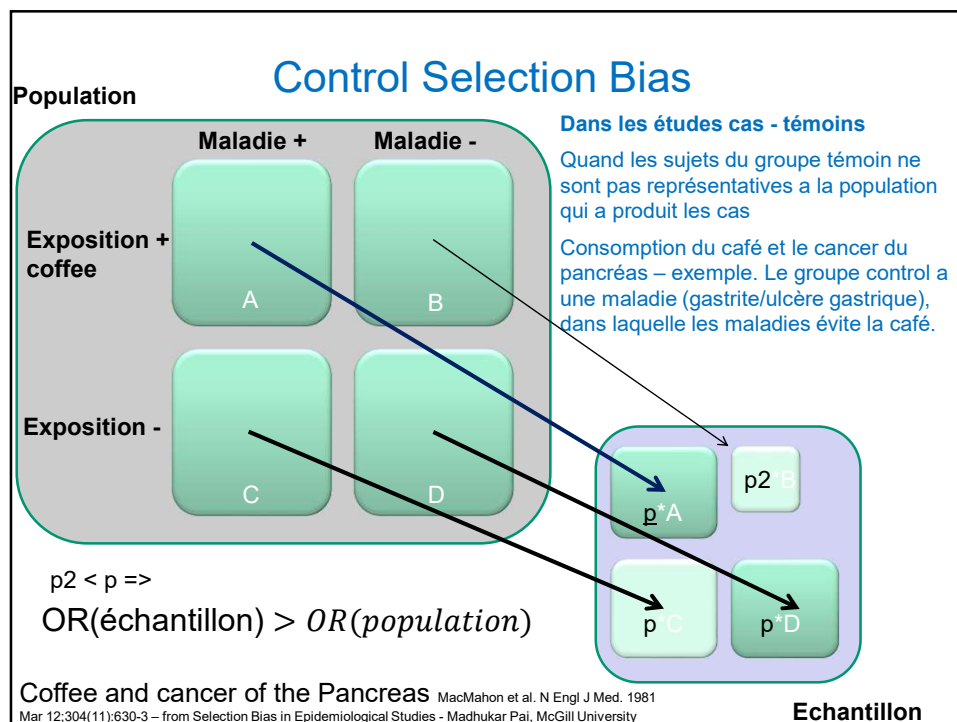 Control Selection Bias
Population
Maladie +
Maladie -
Exposition +
coffee
A
B
Exposition -
C
D
Dans les études cas - témoins
Quand les sujets du groupe témoin ne
sont pas représentatives a la population
qui a produit les cas
Consomption du café et le cancer du
pancréas – exemple. Le groupe control a
une maladie (gastrite/ulcère gastrique),
dans laquelle les maladies évite la café.
p*A
p2*B
p*C
p*D
p2 < p =>
OR(échantillon) > OR(population)
Coffee and cancer of the Pancreas MacMahon et al. N Engl J Med. 1981
Mar 12;304(11):630-3 – from Selection Bias in Epidemiological Studies - Madhukar Pai, McGill University
Echantillon